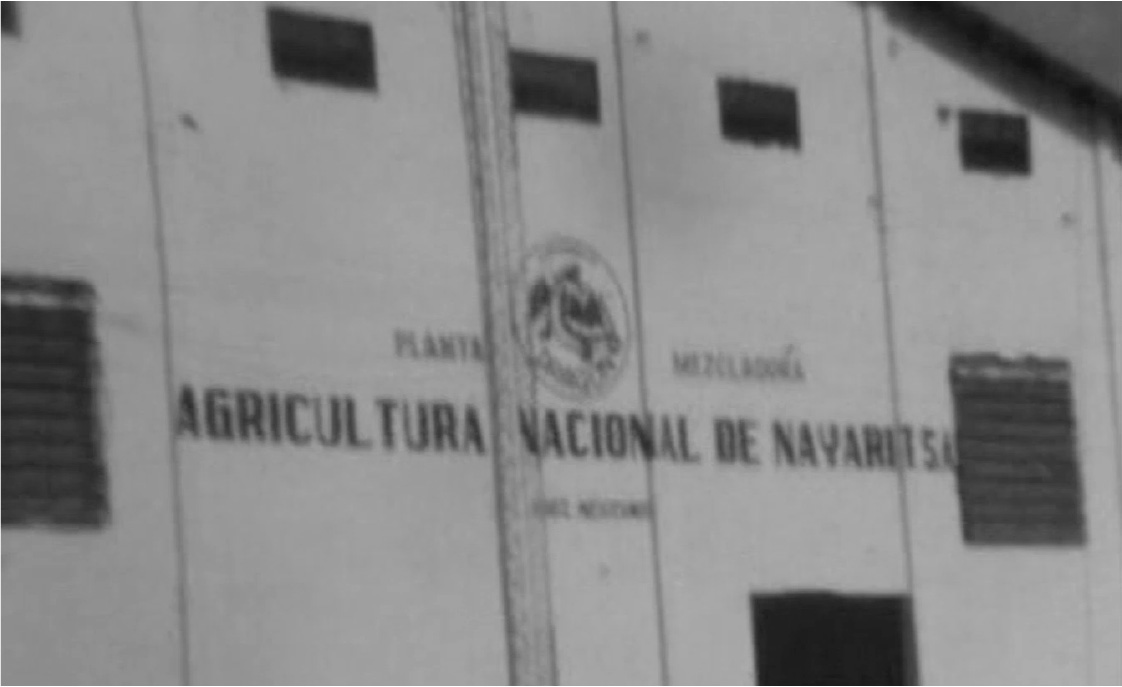 PLANTA MEZCLADORA
AGRICULTURA NACIONAL DE NAYARIT S.A